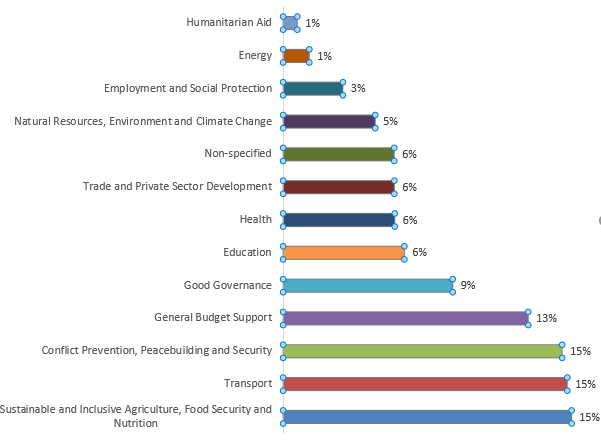 Humanitarian Aid 1%
Energy 1%
Employment and Social Protection 3%
Natural Resources, Environment and Climate Change 5%
Non-specified 6%
Trade and Private Sector Development 6%
Health 6%
Education 6%
Good Governance 9%
General Budget Support 13%
Conflict Prevention, Peacebuilding and Security 15%
Transport 15%
Sustainable and Inclusive Agriculture, Food Security and
Nutrition 15%